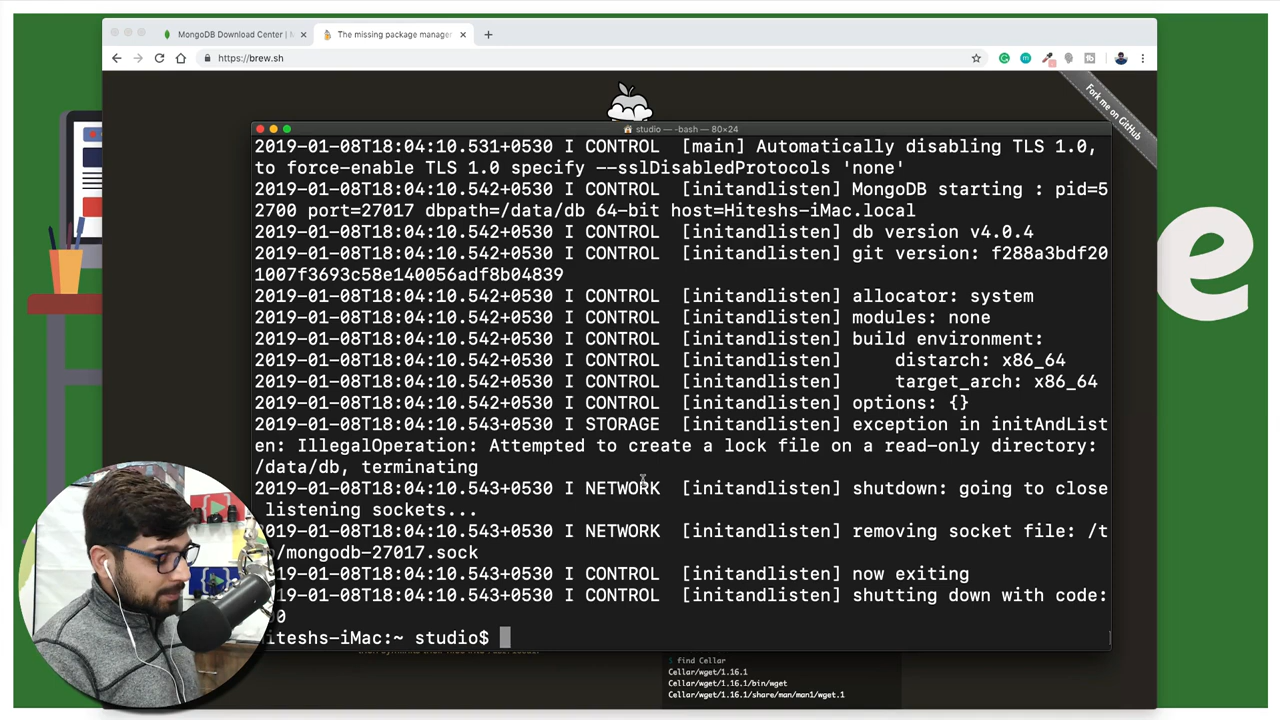 MongoDB Download Center |
The missing package manage
https://brew.sh
Fork me on GitHub
studio — -bash — 80×24
2019-01-08T18:04:10.531+0530 I CONTROL  [main] Automatically disabling TLS 1.0,
to force-enable TLS 1.0 specify --sslDisabledProtocols 'none'
2019-01-08T18:04:10.542+0530 I CONTROL  [initandlisten] MongoDB starting : pid=5
2700 port=27017 dbpath=/data/db 64-bit host=Hiteshs-iMac.local
2019-01-08T18:04:10.542+0530 I CONTROL  [initandlisten] db version v4.0.4
2019-01-08T18:04:10.542+0530 I CONTROL  [initandlisten] git version: f288a3bdf20
1007f3693c58e140056adf8b04839
2019-01-08T18:04:10.542+0530 I CONTROL  [initandlisten] allocator: system
2019-01-08T18:04:10.542+0530 I CONTROL  [initandlisten] modules: none
2019-01-08T18:04:10.542+0530 I CONTROL  [initandlisten] build environment:
2019-01-08T18:04:10.542+0530 I CONTROL  [initandlisten]     distarch: x86_64
2019-01-08T18:04:10.542+0530 I CONTROL  [initandlisten]     target_arch: x86_64
2019-01-08T18:04:10.542+0530 I CONTROL  [initandlisten] options: {}
2019-01-08T18:04:10.543+0530 I STORAGE  [initandlisten] exception in initAndList
en: IllegalOperation: Attempted to create a lock file on a read-only directory:
/data/db, terminating
2019-01-08T18:04:10.543+0530 I NETWORK  [initandlisten] shutdown: going to close
listening sockets...
2019-01-08T18:04:10.543+0530 I NETWORK  [initandlisten] removing socket file: /t
/mongodb-27017.sock
019-01-08T18:04:10.543+0530 I CONTROL  [initandlisten] now exiting
019-01-08T18:04:10.543+0530 I CONTROL  [initandlisten] shutting down with code:
00
iteshs-iMac:~ studio$
$ find Cellar
Cellar/wget/1.16.1
Cellar/wget/1.16.1/bin/wget
Cellar/wget/1.16.1/share/man/man1/wget.1
e